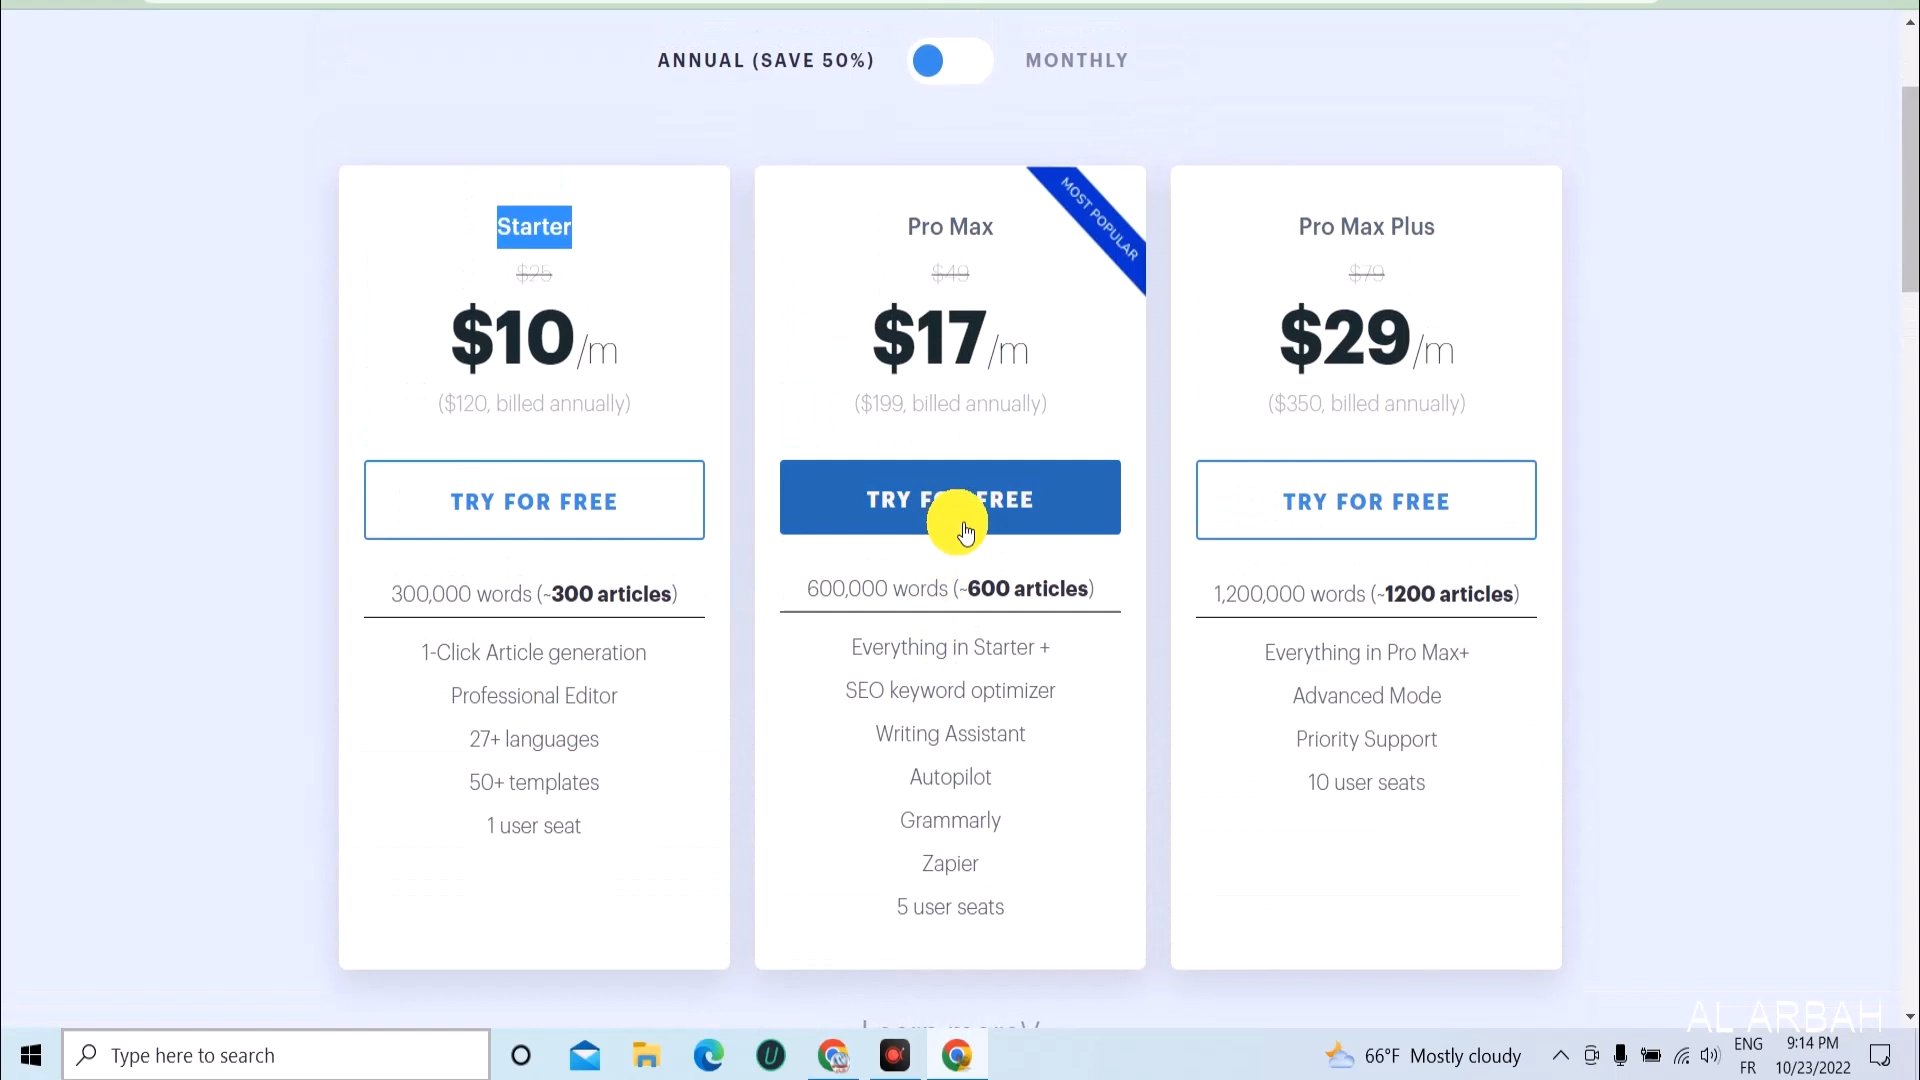 ANNUAL (SAVE 50%) MONTHLY
Starter
$25
$10/m
($120, billed annually)
TRY FOR FREE
300,000 words (~300 articles)
1-Click Article generation
Professional Editor
27+ languages
50+ templates
1 user seat
MOST POPULAR
Pro Max
$49
$17/m
($199, billed annually)
TRY FOR FREE
600,000 words (~600 articles)
Everything in Starter +
SEO keyword optimizer
Writing Assistant
Autopilot
Grammarly
Zapier
5 user seats
Pro Max Plus
$79
$29/m
($350, billed annually)
TRY FOR FREE
1,200,000 words (~1200 articles)
Everything in Pro Max+
Advanced Mode
Priority Support
10 user seats
AL ARBAH
Type here to search
66°F Mostly cloudy
ENG
FR
9:14 PM
10/23/2022